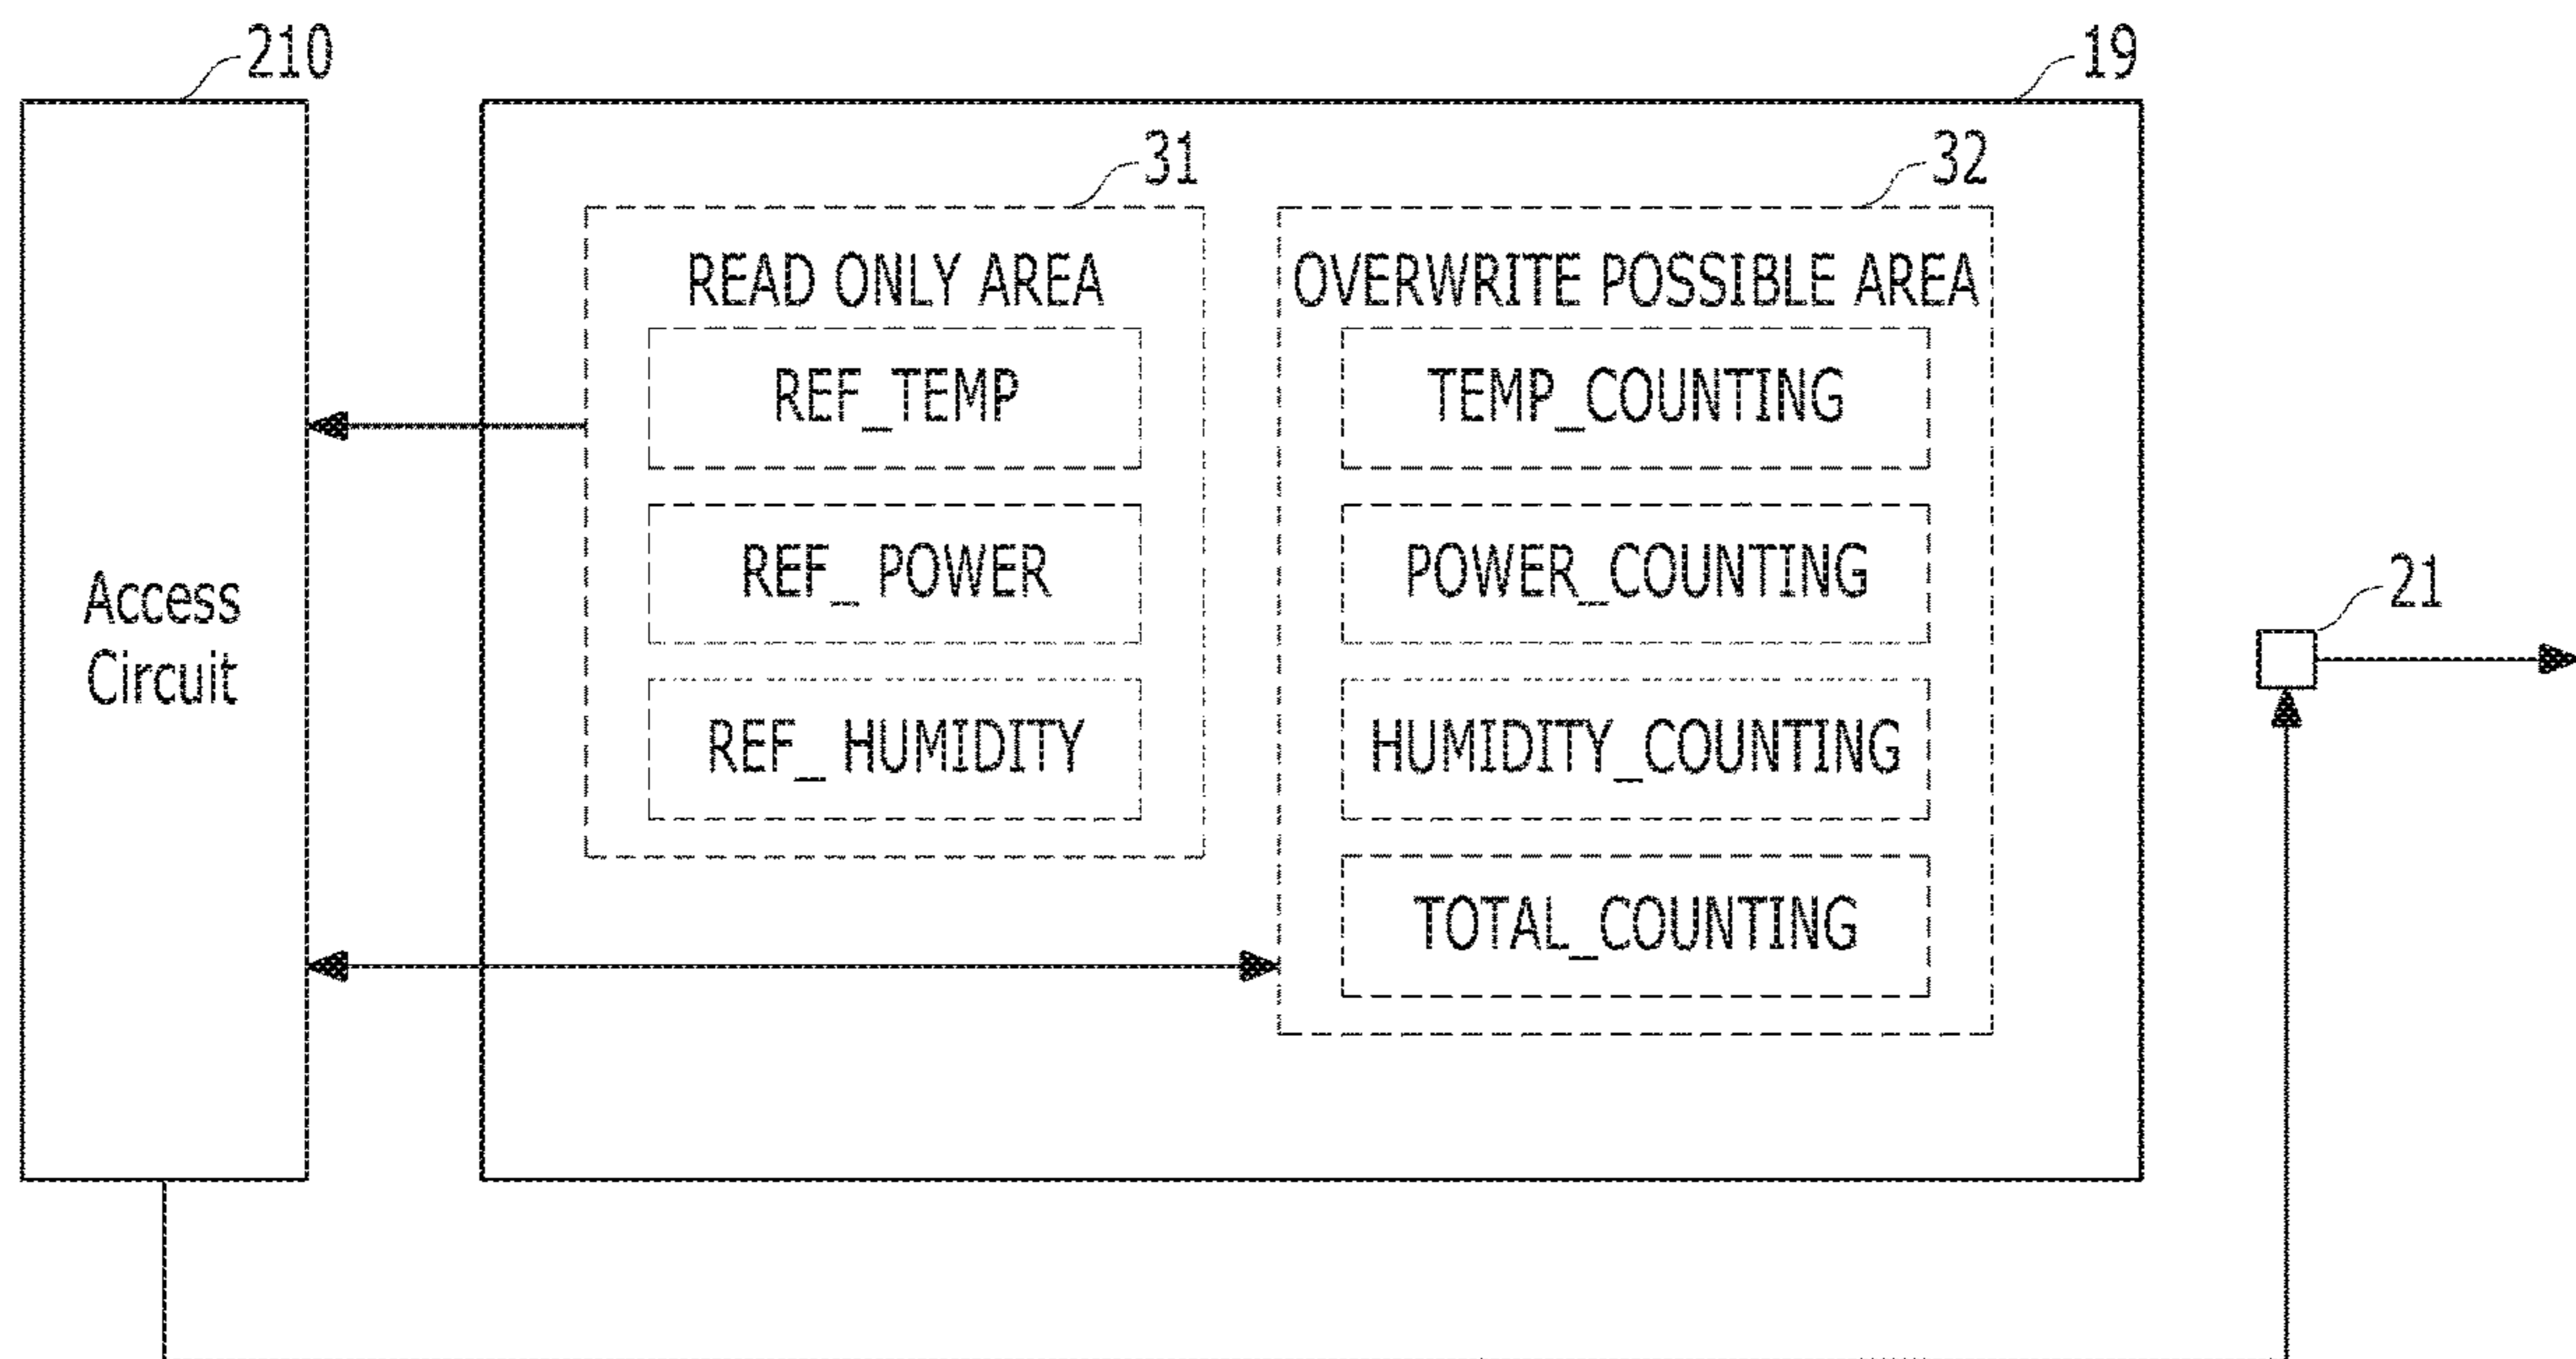 210
19
31
32
READ ONLY AREA
OVERWRITE POSSIBLE AREA
REF_TEMP
TEMP_COUNTING
REF_ POWER
POWER_COUNTING
Access
Circuit
21
REF_ HUMIDITY
HUMIDITY_COUNTING
TOTAL_COUNTING